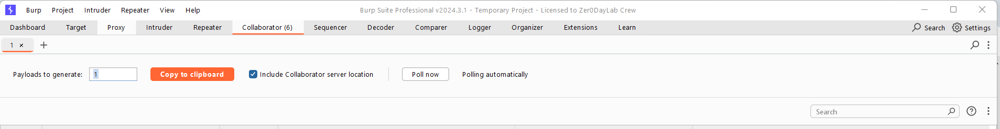 Burp Project Intruder Repeater View Help Burp Suite Professional v2024.3.1 - Temporary Project - Licensed to Zer0DayLab Crew
Dashboard Target Proxy Intruder Repeater Collaborator (6) Sequencer Decoder Comparer Logger Organizer Extensions Learn Search Settings
1 × +
Payloads to generate: 1 Copy to clipboard Include Collaborator server location Poll now Polling automatically
Search ?